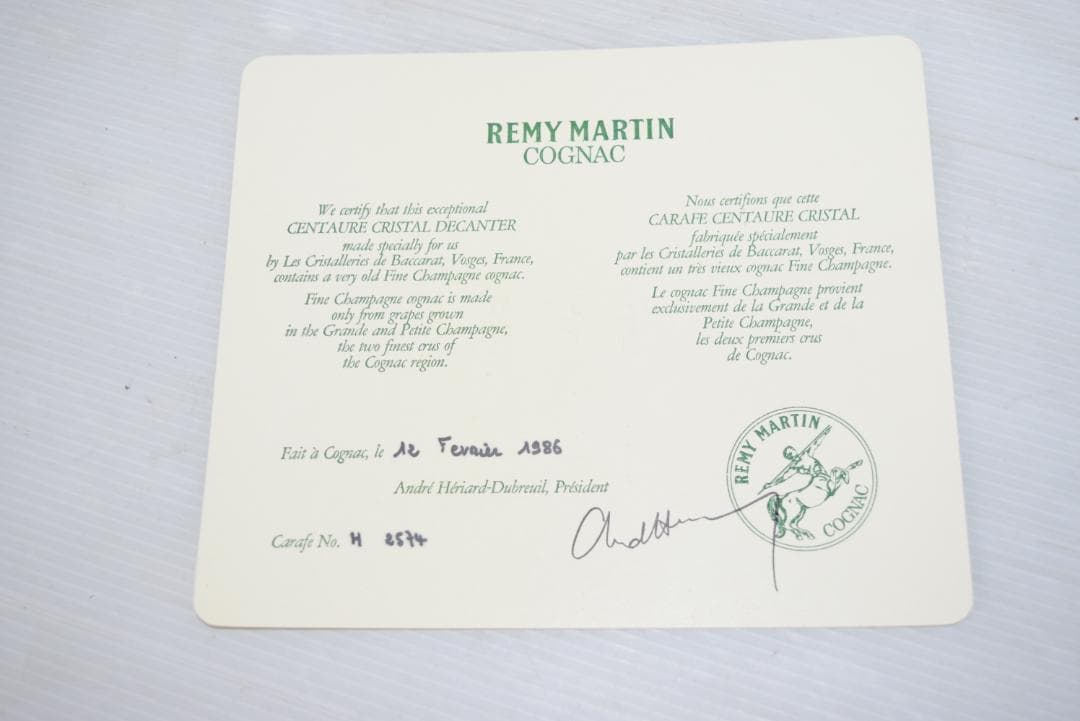 REMY MARTIN
COGNAC
We certify that this exceptional
CENTAURE CRISTAL DECANTER
made specially for us
by Les Cristalleries de Baccarat, Vosges, France,
contains a very old Fine Champagne cognac.
Fine Champagne cognac is made
only from grapes grown
in the Grande and Petite Champagne,
the two finest crus of
the Cognac region.
Nous certifions que cette
CARAFE CENTAURE CRISTAL
fabriquée spécialement
par les Cristalleries de Baccarat, Vosges, France,
contient un très vieux cognac Fine Champagne.
Le cognac Fine Champagne provient
exclusivement de la Grande et de la
Petite Champagne,
les deux premiers crus
de Cognac.
Fait à Cognac, le 12 Fevrier 1986
André Hériard-Dubreuil, Président
Carafe No. H 2574
REMY MARTIN
COGNAC